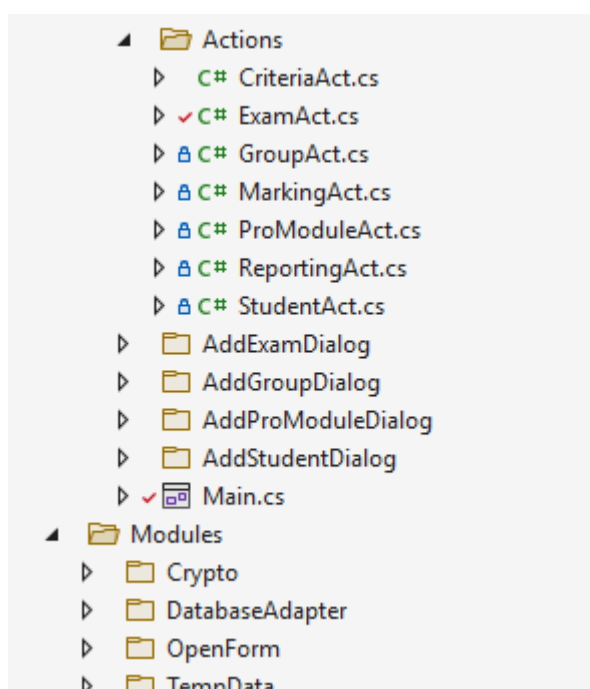 Actions
C# CriteriaAct.cs
C# ExamAct.cs
C# GroupAct.cs
C# MarkingAct.cs
C# ProModuleAct.cs
C# ReportingAct.cs
C# StudentAct.cs
AddExamDialog
AddGroupDialog
AddProModuleDialog
AddStudentDialog
Main.cs
Modules
Crypto
DatabaseAdapter
OpenForm
TempData